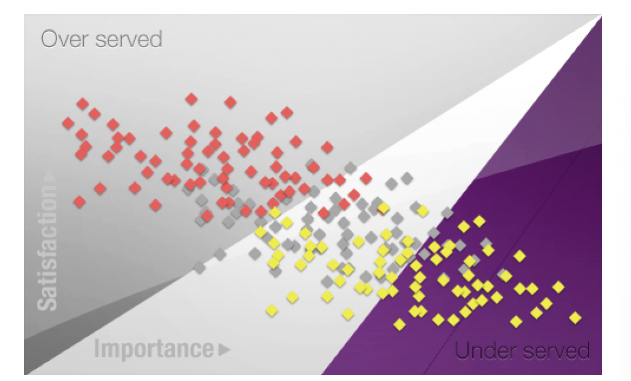 Over served
Satisfaction ▸
Importance ▸
Under served